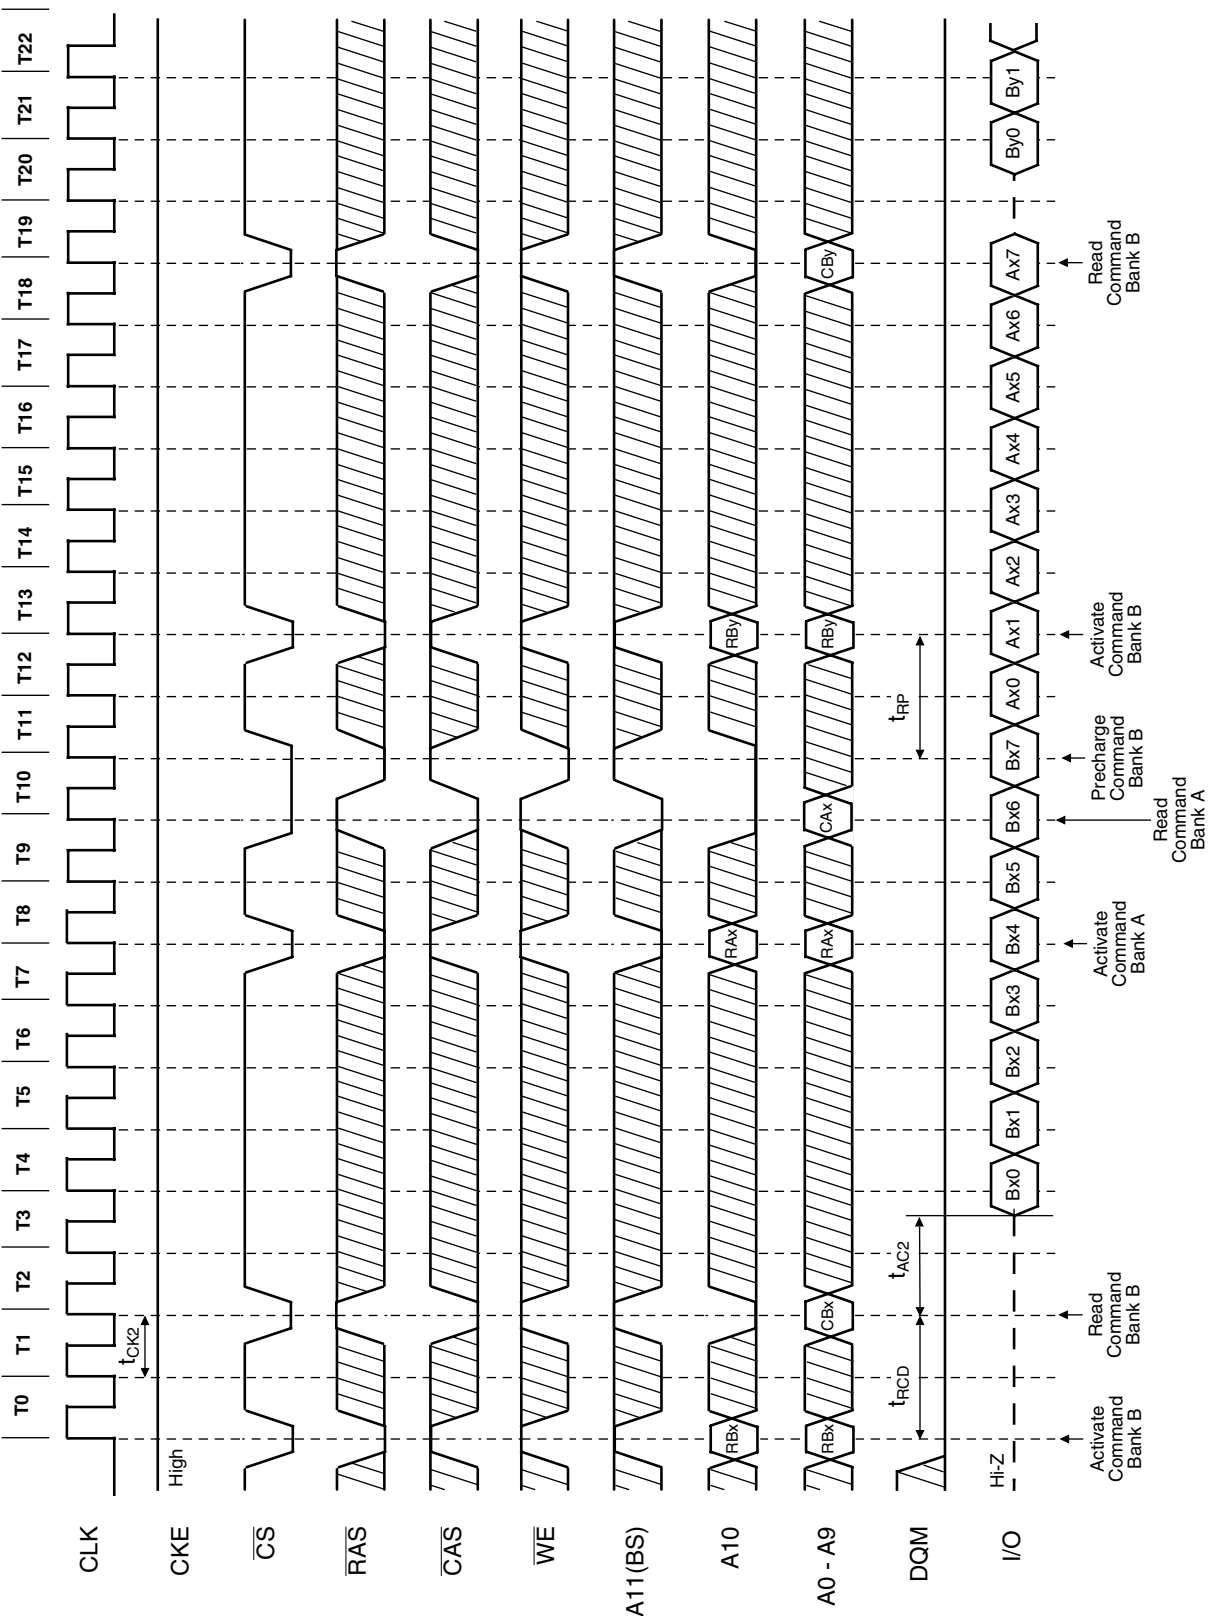 T0 T1 T2 T3 T4 T5 T6 T7 T8 T9 T10 T11 T12 T13 T14 T15 T16 T17 T18 T19 T20 T21 T22
CLK
tCK2
CKE
High
CS
RAS
CAS
WE
A11(BS)
A10
RBx RAx RBy
A0 - A9
RBx CBx RAx CAx RBy CBy
DQM
tRCD tAC2 tRP
I/O
Hi-Z
Bx0 Bx1 Bx2 Bx3 Bx4 Bx5 Bx6 Bx7 Ax0 Ax1 Ax2 Ax3 Ax4 Ax5 Ax6 Ax7 By0 By1
Activate
Command
Bank B
Read
Command
Bank B
Activate
Command
Bank A
Read
Command
Bank A
Precharge
Command
Bank B
Activate
Command
Bank B
Read
Command
Bank B